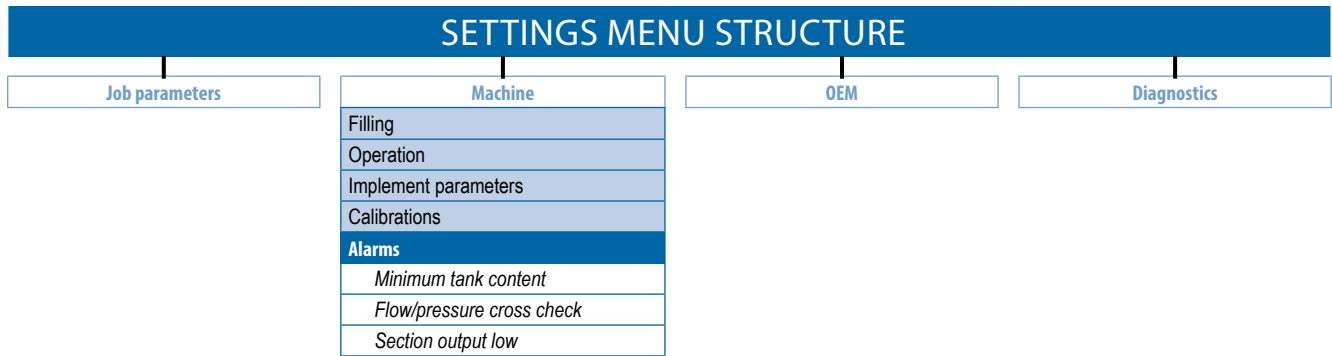 SETTINGS MENU STRUCTURE
Job parameters
Machine
OEM
Diagnostics
Filling
Operation
Implement parameters
Calibrations
Alarms
Minimum tank content
Flow/pressure cross check
Section output low